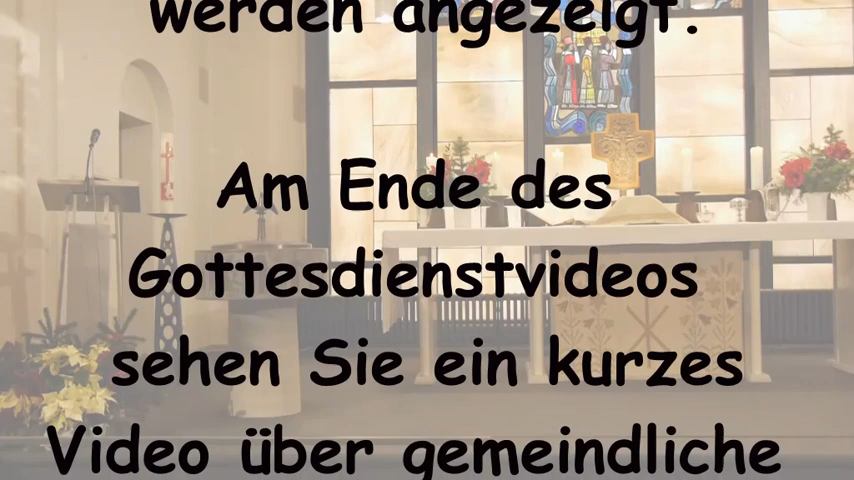 werden angezeigt.
Am Ende des
Gottesdienstvideos
sehen Sie ein kurzes
Video über gemeindliche